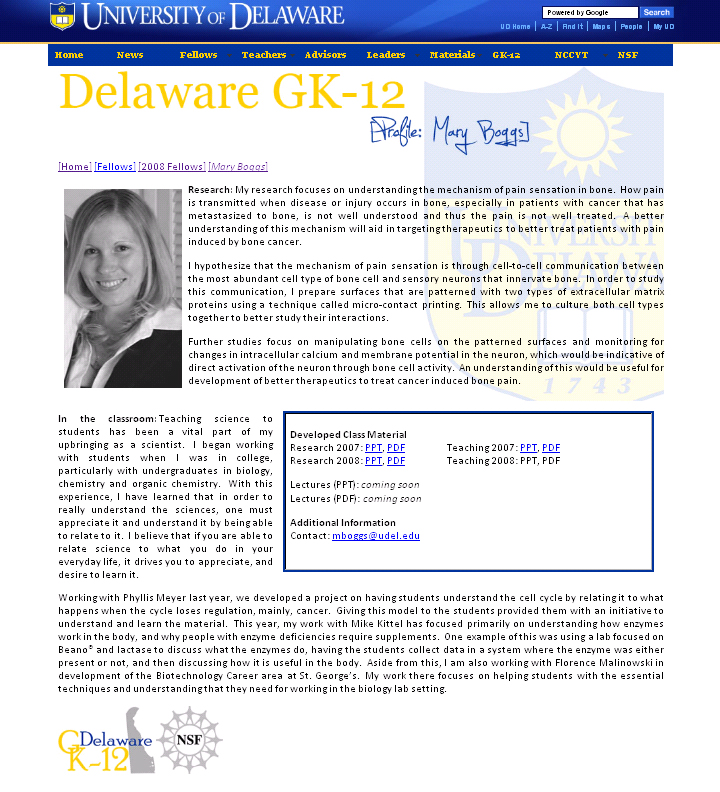 UNIVERSITY OF DELAWARE
Powered by Google Search
UD Home | A-Z | Find It | Maps | People | My UD
Home News Fellows Teachers Advisors Leaders Materials GK-12 NCCVT NSF
Delaware GK-12
[Profile: Mary Boggs]
[Home] [Fellows] [2008 Fellows] [Mary Boggs]
Research: My research focuses on understanding the mechanism of pain sensation in bone. How pain
is transmitted when disease or injury occurs in bone, especially in patients with cancer that has
metastasized to bone, is not well understood and thus the pain is not well treated. A better
understanding of this mechanism will aid in targeting therapeutics to better treat patients with pain
induced by bone cancer.
I hypothesize that the mechanism of pain sensation is through cell-to-cell communication between
the most abundant cell type of bone cell and sensory neurons that innervate bone. In order to study
this communication, I prepare surfaces that are patterned with two types of extracellular matrix
proteins using a technique called micro-contact printing. This allows me to culture both cell types
together to better study their interactions.
Further studies focus on manipulating bone cells on the patterned surfaces and monitoring for
changes in intracellular calcium and membrane potential in the neuron, which would be indicative of
direct activation of the neuron through bone cell activity. An understanding of this would be useful for
development of better therapeutics to treat cancer induced bone pain.
1743
In the classroom: Teaching science to
students has been a vital part of my
upbringing as a scientist. I began working
with students when I was in college,
particularly with undergraduates in biology,
chemistry and organic chemistry. With this
experience, I have learned that in order to
really understand the sciences, one must
appreciate it and understand it by being able
to relate to it. I believe that if you are able to
relate science to what you do in your
everyday life, it drives you to appreciate, and
desire to learn it.
Developed Class Material
Research 2007: PPT, PDF Teaching 2007: PPT, PDF
Research 2008: PPT, PDF Teaching 2008: PPT, PDF
Lectures (PPT): coming soon
Lectures (PDF): coming soon
Additional Information
Contact: mboggs@udel.edu
Working with Phyllis Meyer last year, we developed a project on having students understand the cell cycle by relating it to what
happens when the cycle loses regulation, mainly, cancer. Giving this model to the students provided them with an initiative to
understand and learn the material. This year, my work with Mike Kittel has focused primarily on understanding how enzymes
work in the body, and why people with enzyme deficiencies require supplements. One example of this was using a lab focused on
Beano® and lactase to discuss what the enzymes do, having the students collect data in a system where the enzyme was either
present or not, and then discussing how it is useful in the body. Aside from this, I am also working with Florence Malinowski in
development of the Biotechnology Career area at St. George's. My work there focuses on helping students with the essential
techniques and understanding that they need for working in the biology lab setting.
Delaware
GK-12
NSF